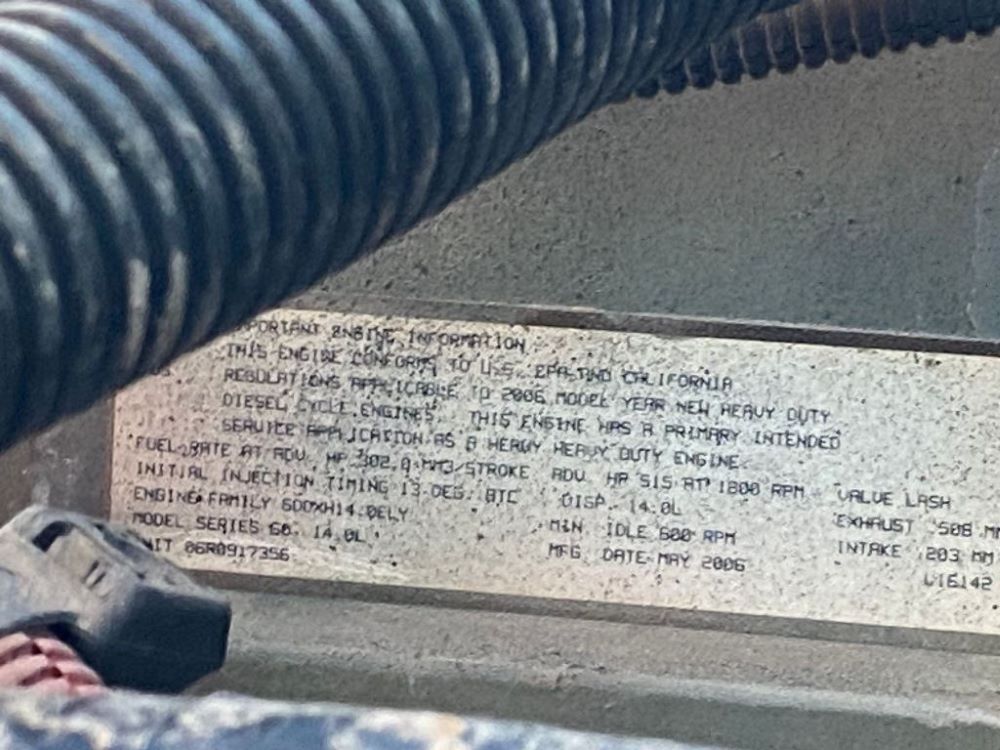 PORTANT ENGINE INFORMATION
THIS ENGINE CONFORMS TO U.S. EPA AND CALIFORNIA
REGULATIONS APPLICABLE TO 2006 MODEL YEAR NEW HEAVY DUTY
DIESEL CYCLE ENGINES. THIS ENGINE HAS A PRIMARY INTENDED
SERVICE APPLICATION AS A HEAVY HEAVY DUTY ENGINE.
FUEL RATE AT ADV. HP 302.9 MM3/STROKE ADV. HP 515 AT 1800 RPM VALVE LASH
INITIAL INJECTION TIMING 13 DEG. BTC DISP. 14.0L EXHAUST .508 MM
ENGINE FAMILY 6DDXH14.0ELY MIN. IDLE 600 RPM INTAKE .203 MM
MODEL SERIES 60, 14.0L MFG. DATE MAY 2006
UNIT 06R0917356